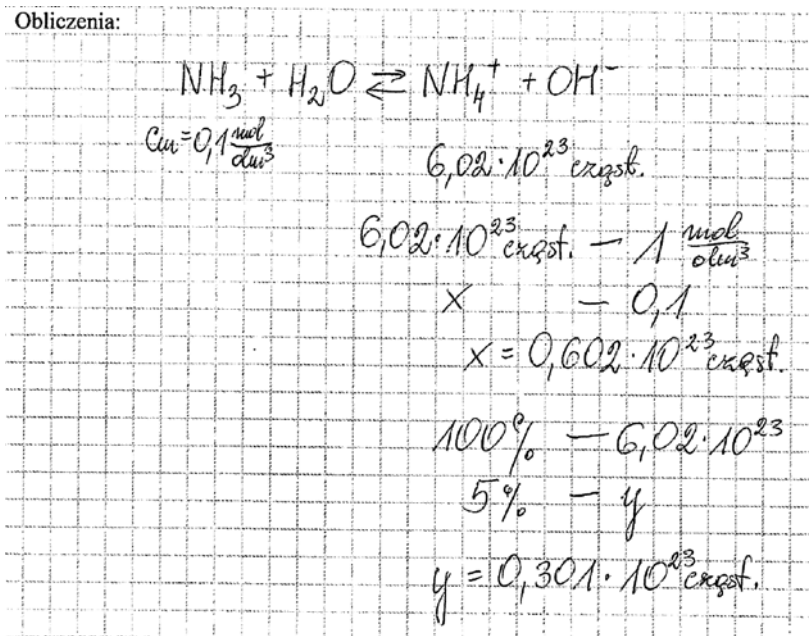 Obliczenia:
NH₃ + H₂O ⇄ NH₄⁺ + OH⁻
Cm = 0,1 mol/dm³
6,02·10²³ cząst.
6,02·10²³ cząst. – 1 mol/dm³
x – 0,1
x = 0,602·10²³ cząst.
100% – 6,02·10²³
5% – y
y = 0,301·10²³ cząst.